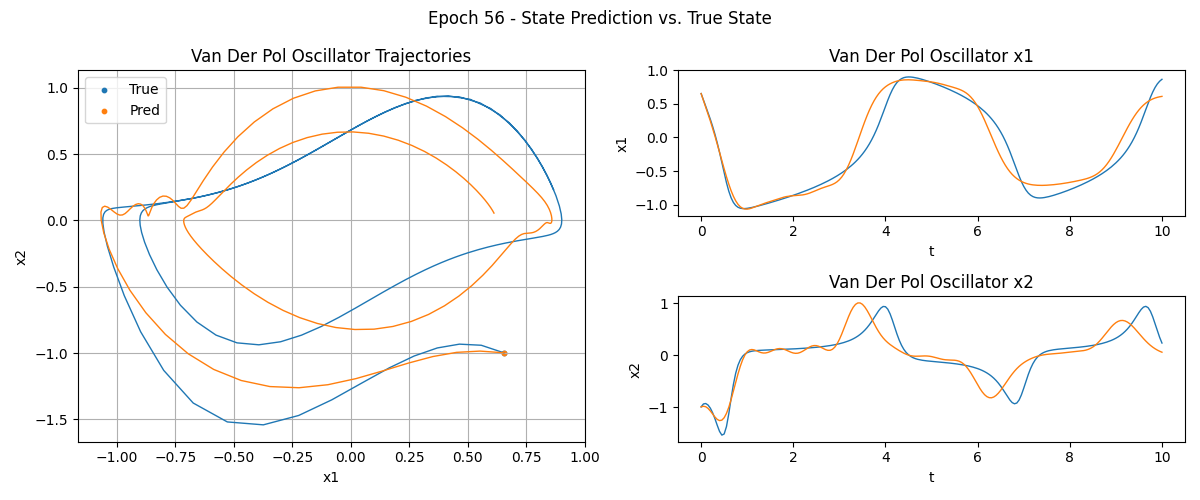 Epoch 56 - State Prediction vs. True State
Van Der Pol Oscillator Trajectories
True
Pred
1.0
0.5
0.0
−0.5
−1.0
−1.5
x2
−1.00
−0.75
−0.50
−0.25
0.00
0.25
0.50
0.75
1.00
x1
Van Der Pol Oscillator x1
1.0
0.5
0.0
−0.5
−1.0
x1
0
2
4
6
8
10
t
Van Der Pol Oscillator x2
1
0
−1
x2
0
2
4
6
8
10
t